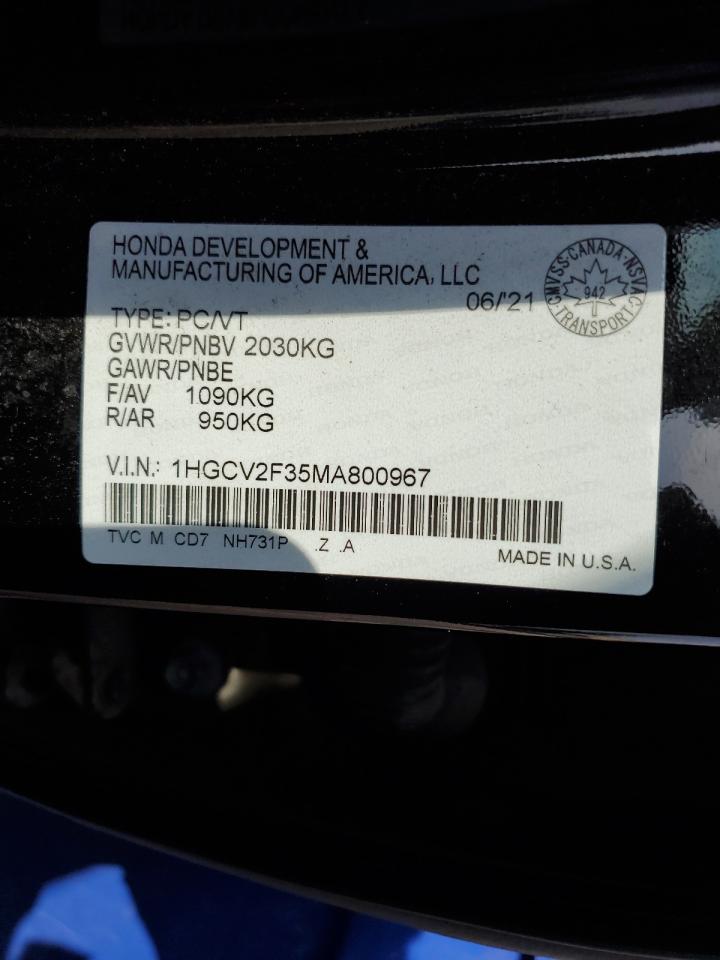 HONDA DEVELOPMENT &
MANUFACTURING OF AMERICA, LLC
06/'21
CMVSS·CANADA·NSVAC
942
·TRANSPORT·
TYPE: PC/VT
GVWR/PNBV 2030KG
GAWR/PNBE
F/AV 1090KG
R/AR 950KG
V.I.N.: 1HGCV2F35MA800967
TVC M CD7 NH731P .Z .A
MADE IN U.S.A.